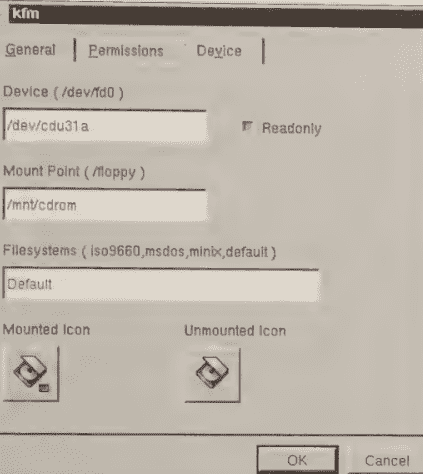 kfm
General Permissions Device
Device ( /dev/fd0 )
/dev/cdu31a
Readonly
Mount Point ( /floppy )
/mnt/cdrom
Filesystems ( iso9660,msdos,minix,default )
Default
Mounted Icon Unmounted Icon
OK Cancel